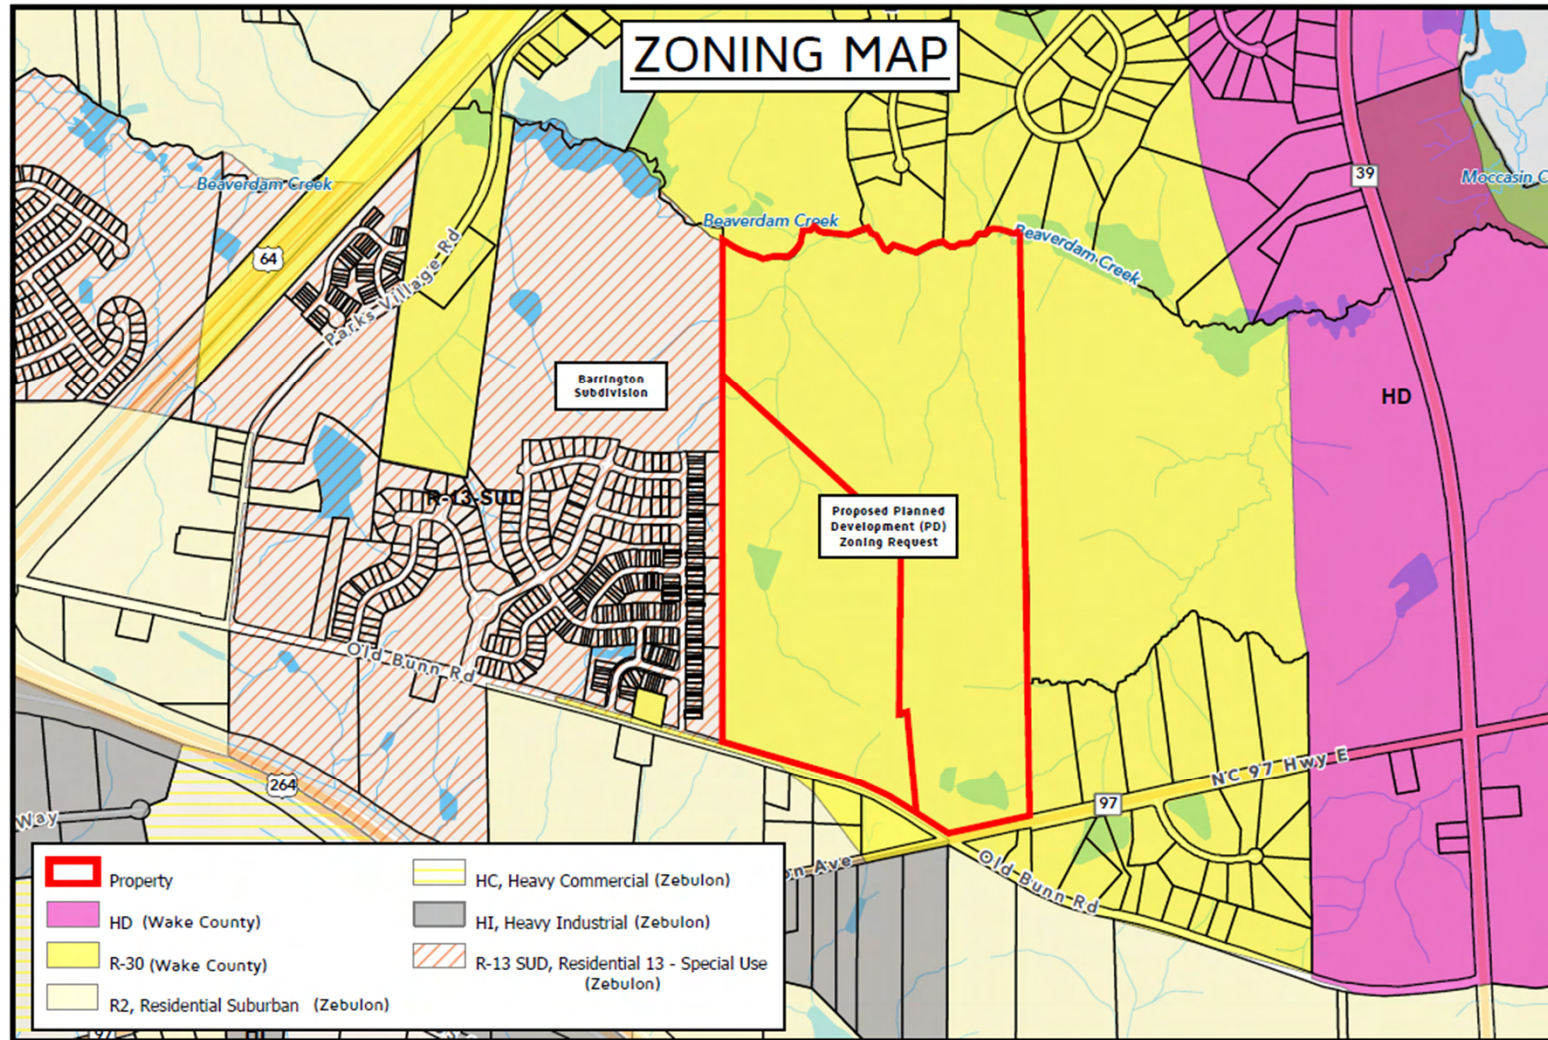 ZONING MAP
39
Beaverdam Creek
Moccasin C
Beaverdam Creek
Beaverdam Creek
64
Parks Village Rd
Barrington
Subdivision
HD
R-13-SUD
Proposed Planned
Development (PD)
Zoning Request
Old Bunn Rd
264
NC 97 Hwy E
97
Way
on Ave
Old Bunn Rd
Property
HD (Wake County)
R-30 (Wake County)
R2, Residential Suburban (Zebulon)
HC, Heavy Commercial (Zebulon)
HI, Heavy Industrial (Zebulon)
R-13 SUD, Residential 13 - Special Use
(Zebulon)